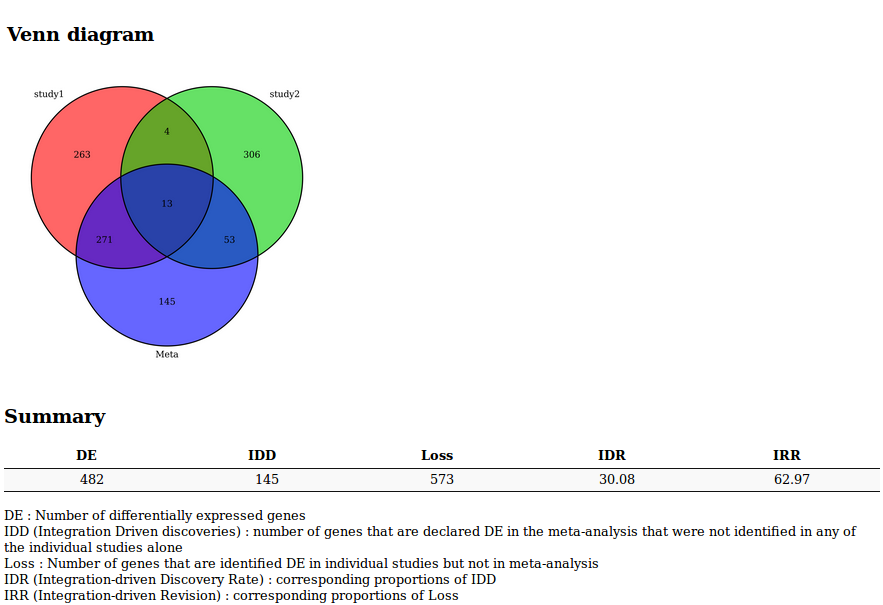 Venn diagram
study1
study2
4
263
306
13
271
53
145
Meta
Summary
DE IDD Loss IDR IRR
482 145 573 30.08 62.97
DE : Number of differentially expressed genes
IDD (Integration Driven discoveries) : number of genes that are declared DE in the meta-analysis that were not identified in any of
the individual studies alone
Loss : Number of genes that are identified DE in individual studies but not in meta-analysis
IDR (Integration-driven Discovery Rate) : corresponding proportions of IDD
IRR (Integration-driven Revision) : corresponding proportions of Loss